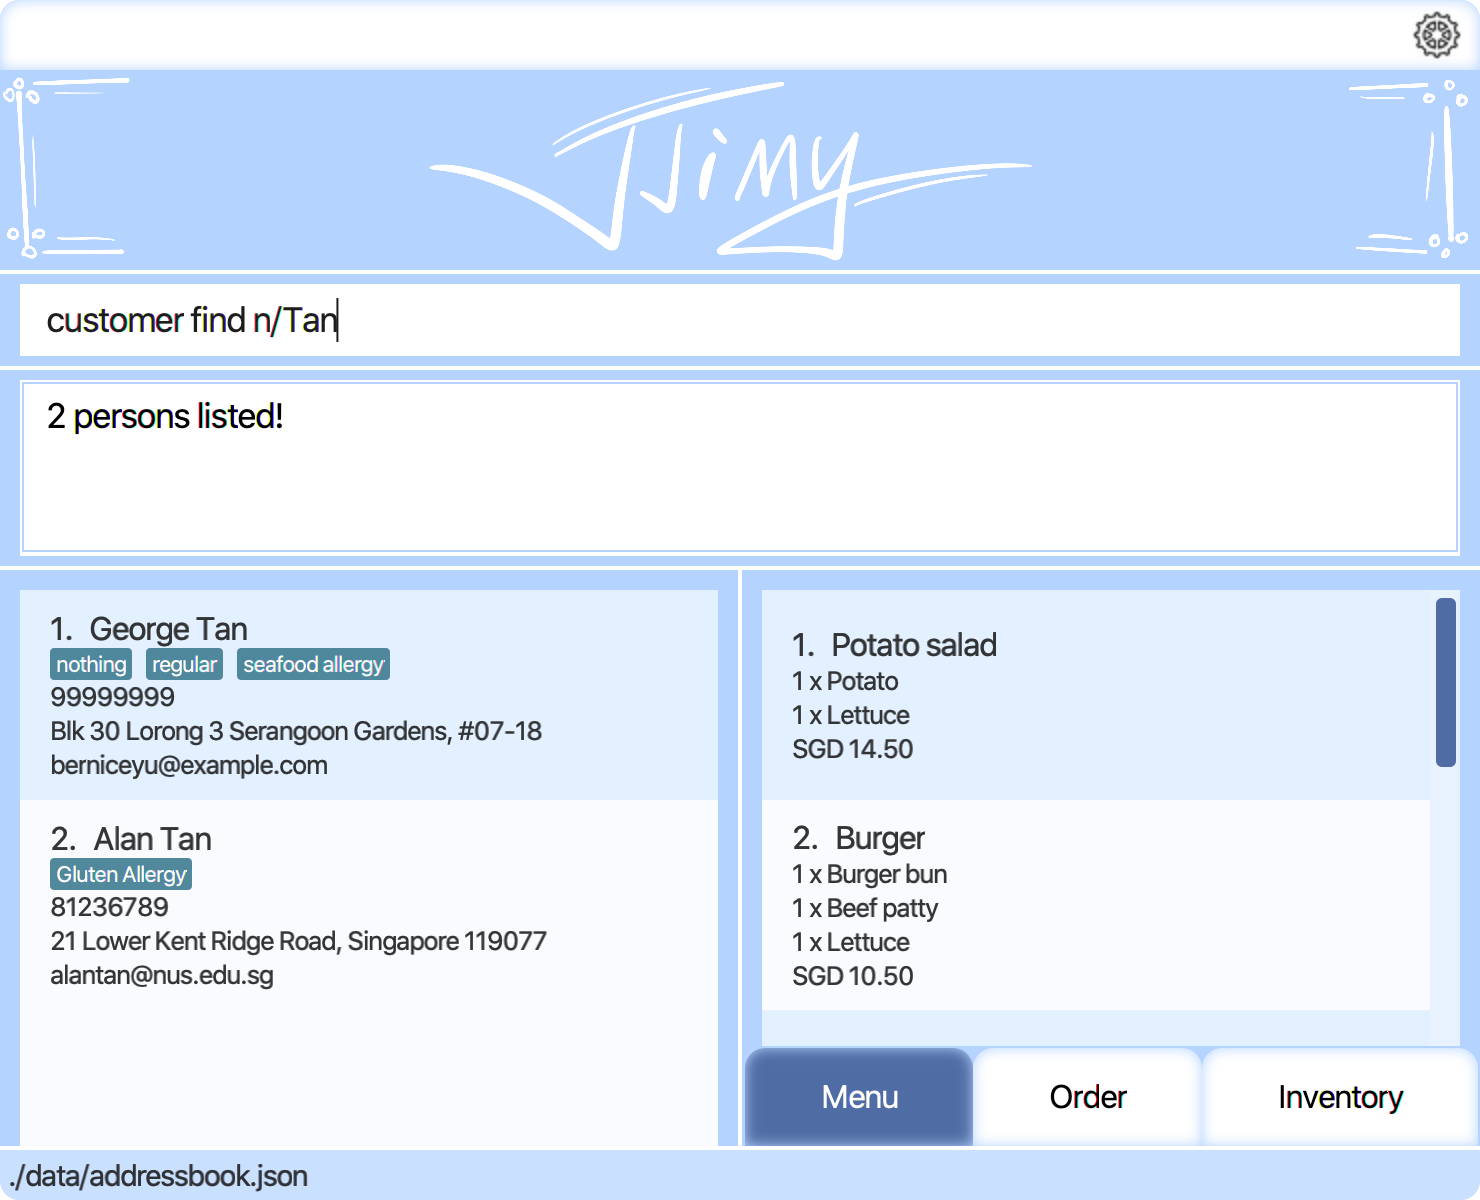 JJimy
customer find n/Tan
2 persons listed!
1. George Tan
nothing regular seafood allergy
99999999
Blk 30 Lorong 3 Serangoon Gardens, #07-18
berniceyu@example.com
2. Alan Tan
Gluten Allergy
81236789
21 Lower Kent Ridge Road, Singapore 119077
alantan@nus.edu.sg
1. Potato salad
1 x Potato
1 x Lettuce
SGD 14.50
2. Burger
1 x Burger bun
1 x Beef patty
1 x Lettuce
SGD 10.50
Menu Order Inventory
./data/addressbook.json